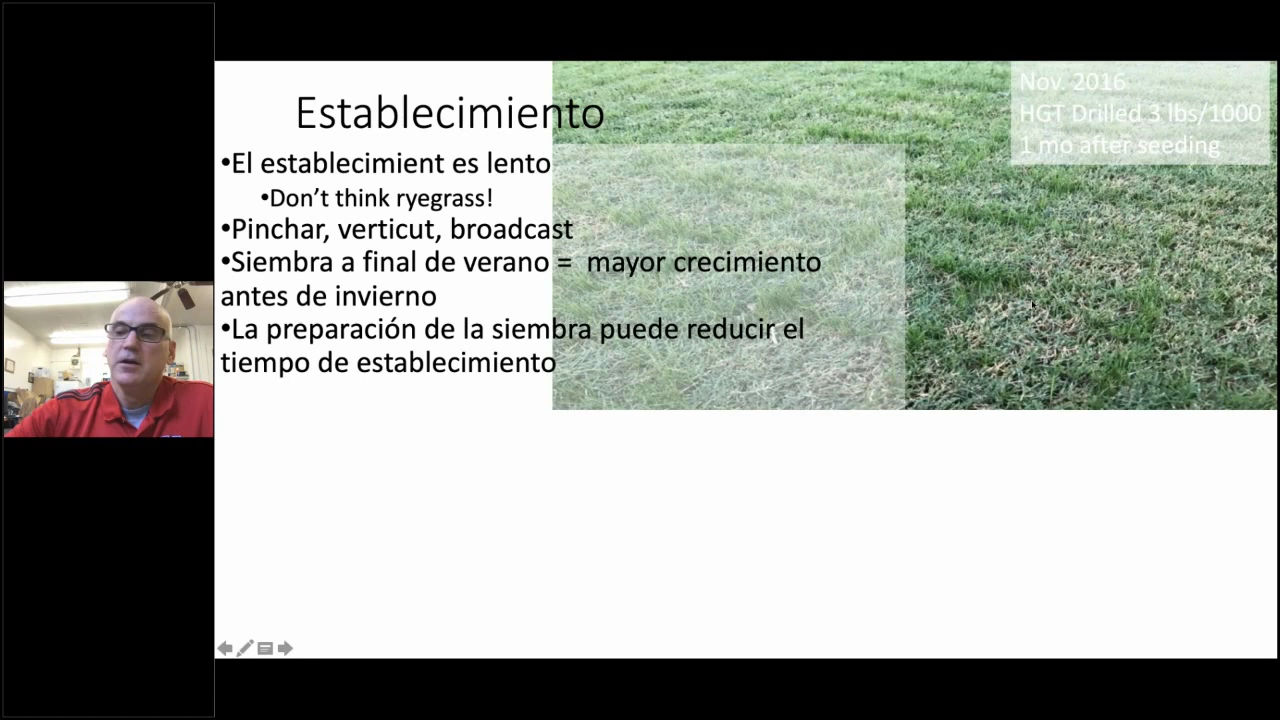 Establecimiento
•El establecimient es lento
•Don’t think ryegrass!
•Pinchar, verticut, broadcast
•Siembra a final de verano =  mayor crecimiento
antes de invierno
•La preparación de la siembra puede reducir el
tiempo de establecimiento
Nov. 2016
HGT Drilled 3 lbs/1000
1 mo after seeding